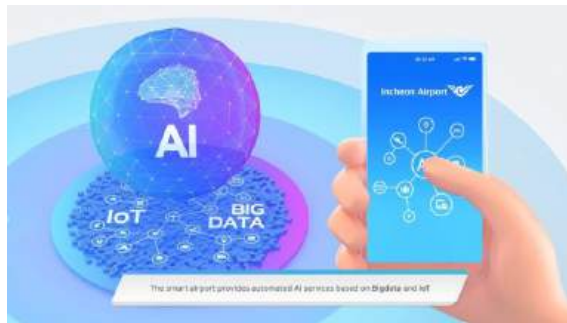 Incheon Airport
AI
IoT
BIG
DATA
The smart airport provides automated AI services based on Bigdata and IoT